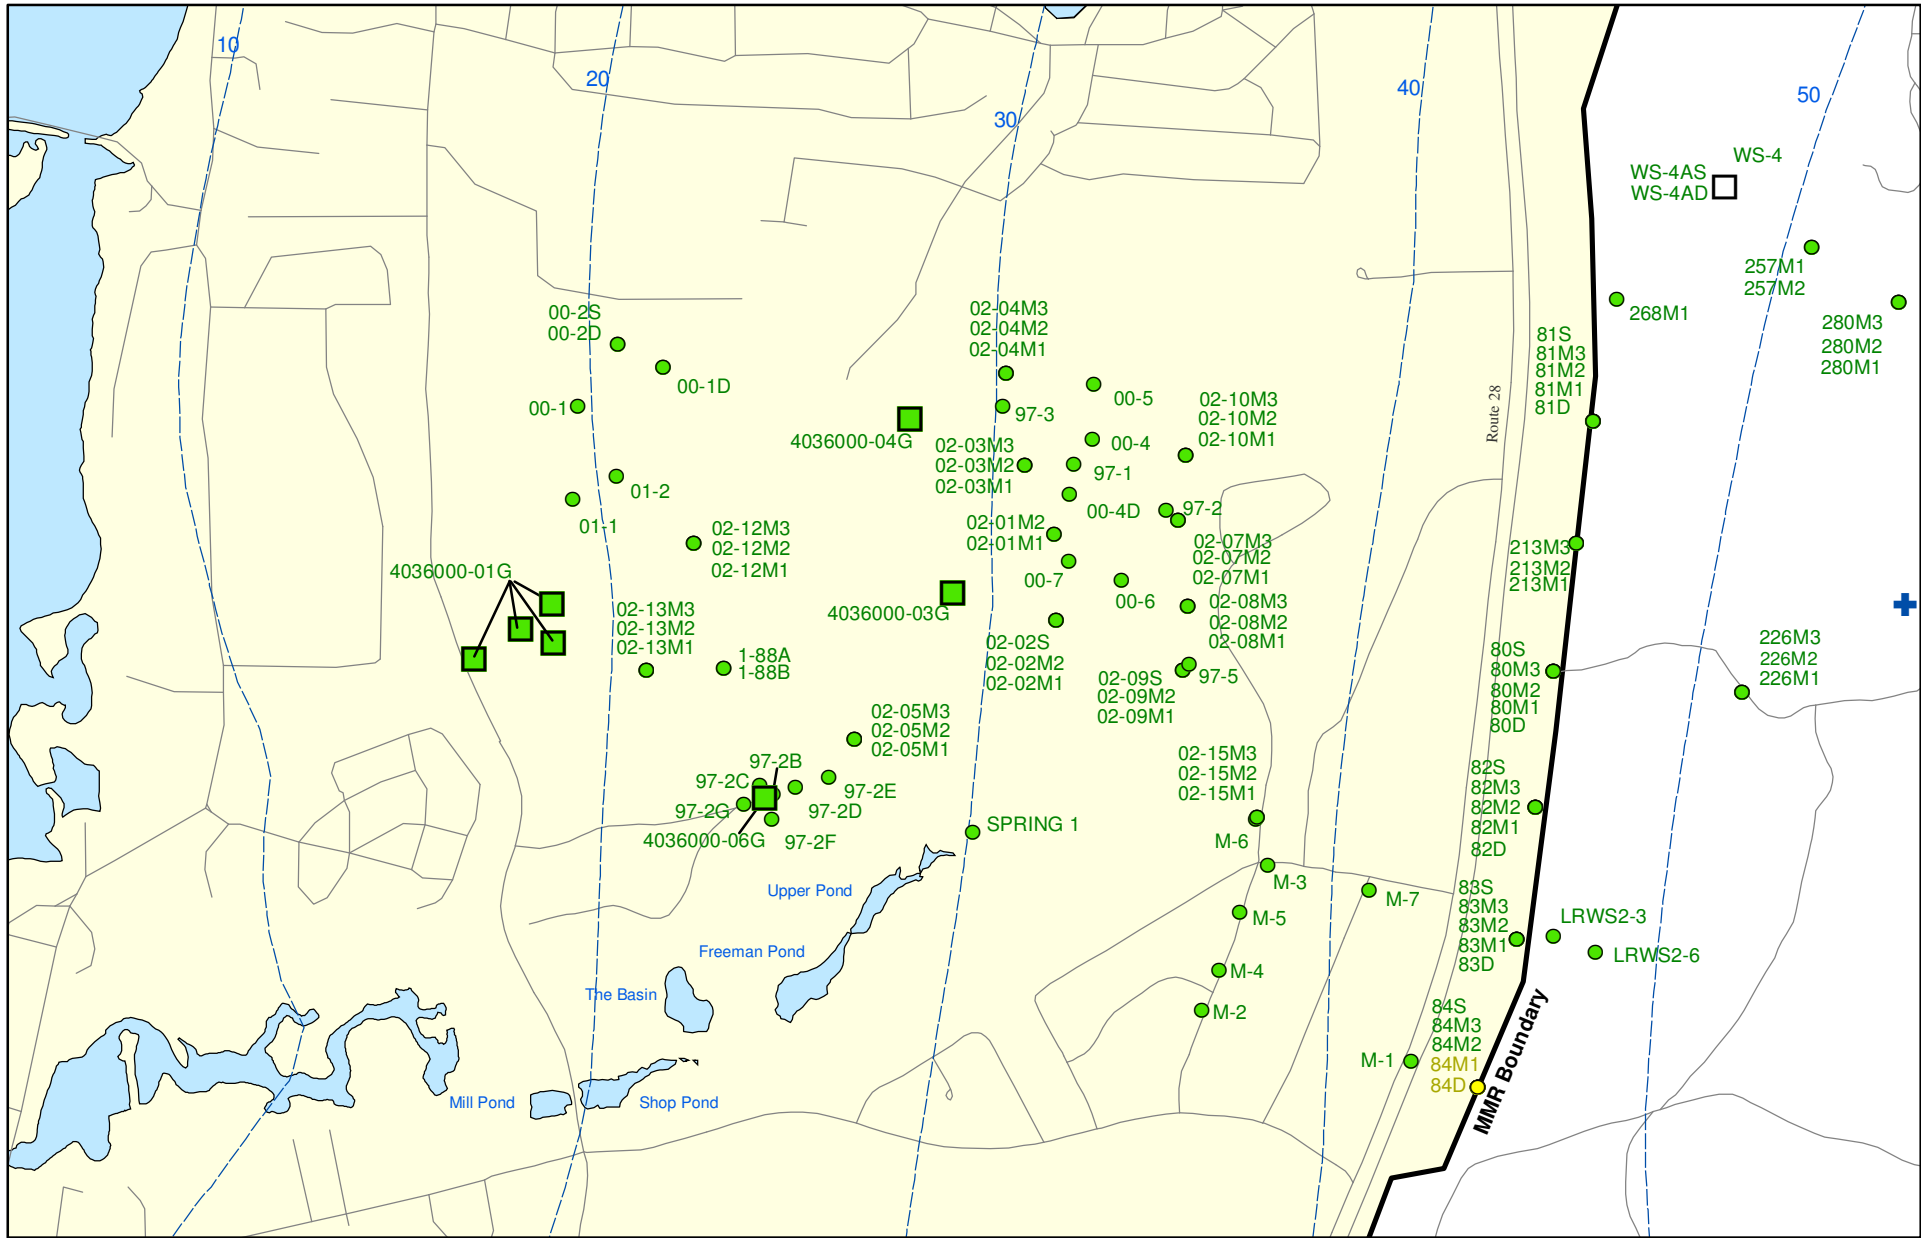 10
20
30
40
50
WS-4
WS-4AS
WS-4AD
257M1
257M2
268M1
280M3
280M2
280M1
00-2S
00-2D
00-1D
00-1
02-04M3
02-04M2
02-04M1
97-3
00-5
4036000-04G
02-03M3
02-03M2
02-03M1
00-4
97-1
02-10M3
02-10M2
02-10M1
Route 28
81S
81M3
81M2
81M1
81D
01-2
01-1
02-12M3
02-12M2
02-12M1
00-4D
97-2
02-01M2
02-01M1
02-07M3
02-07M2
02-07M1
213M3
213M2
213M1
4036000-01G
00-7
00-6
4036000-03G
02-08M3
02-08M2
02-08M1
02-13M3
02-13M2
02-13M1
1-88A
1-88B
02-02S
02-02M2
02-02M1
02-09S
02-09M2
02-09M1
97-5
80S
80M3
80M2
80M1
80D
226M3
226M2
226M1
02-05M3
02-05M2
02-05M1
97-2B
97-2C
97-2E
97-2G
97-2D
4036000-06G
97-2F
02-15M3
02-15M2
02-15M1
82S
82M3
82M2
82M1
82D
SPRING 1
M-6
M-3
M-7
M-5
Upper Pond
83S
83M3
83M2
83M1
83D
LRWS2-3
LRWS2-6
Freeman Pond
M-4
The Basin
M-2
84S
84M3
84M2
84M1
84D
M-1
MMR Boundary
Mill Pond
Shop Pond